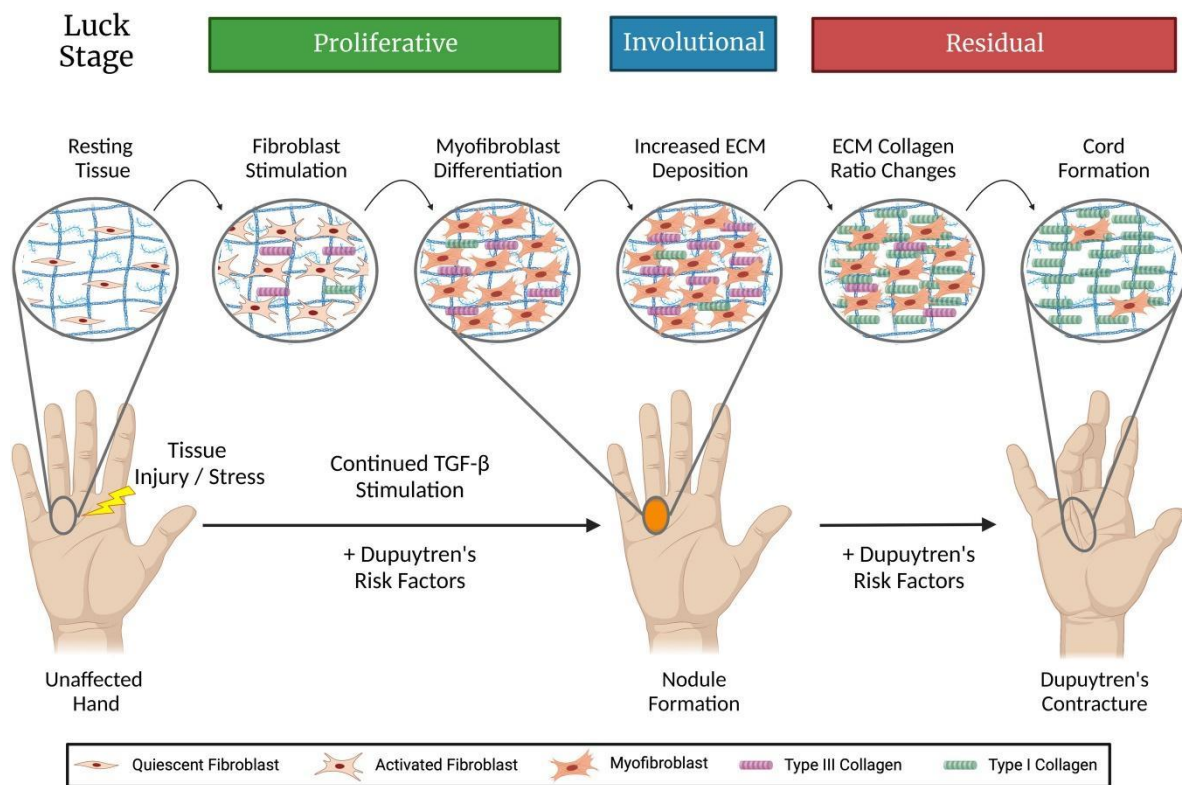 Luck
Stage
Proliferative
Involutional
Residual
Resting
Tissue
Fibroblast
Stimulation
Myofibroblast
Differentiation
Increased ECM
Deposition
ECM Collagen
Ratio Changes
Cord
Formation
Tissue
Injury / Stress
Continued TGF-β
Stimulation
+ Dupuytren's
Risk Factors
+ Dupuytren's
Risk Factors
Unaffected
Hand
Nodule
Formation
Dupuytren's
Contracture
Quiescent Fibroblast
Activated Fibroblast
Myofibroblast
Type III Collagen
Type I Collagen